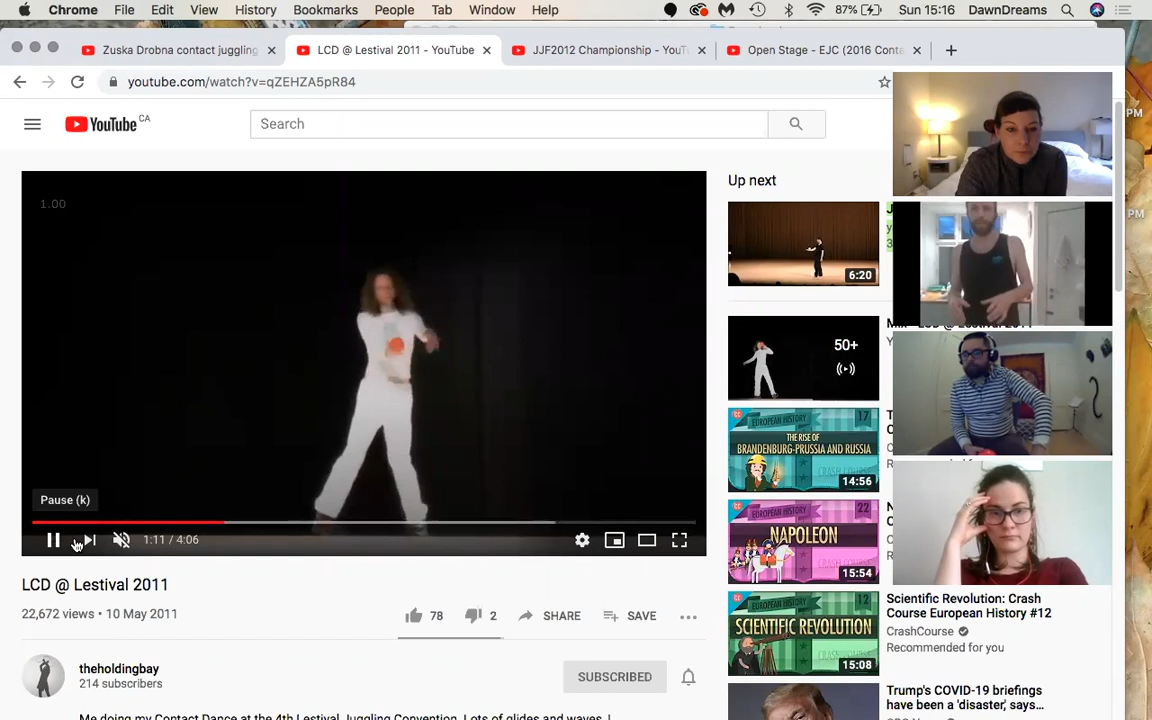 Chrome File Edit View History Bookmarks People Tab Window Help 87% Sun 15:16 DawnDreams
Zuska Drobna contact juggling
LCD @ Lestival 2011 - YouTube
JJF2012 Championship - YouT
Open Stage - EJC (2016 Conta
youtube.com/watch?v=qZEHZA5pR84
PM
YouTube CA
Search
Up next
1.00
PM
6:20
50+
EUROPEAN HISTORY 17
THE RISE OF
BRANDENBURG-PRUSSIA AND RUSSIA
14:56
Pause (k)
1:11 / 4:06
EUROPEAN HISTORY 22
NAPOLEON
15:54
LCD @ Lestival 2011
22,672 views • 10 May 2011
78 2 SHARE SAVE
EUROPEAN HISTORY 12
SCIENTIFIC REVOLUTION
15:08
Scientific Revolution: Crash
Course European History #12
CrashCourse
Recommended for you
theholdingbay
214 subscribers
SUBSCRIBED
Trump's COVID-19 briefings
have been a 'disaster,' says...
Me doing my Contact Dance at the 4th Lestival Juggling Convention. Lots of glides and waves. I